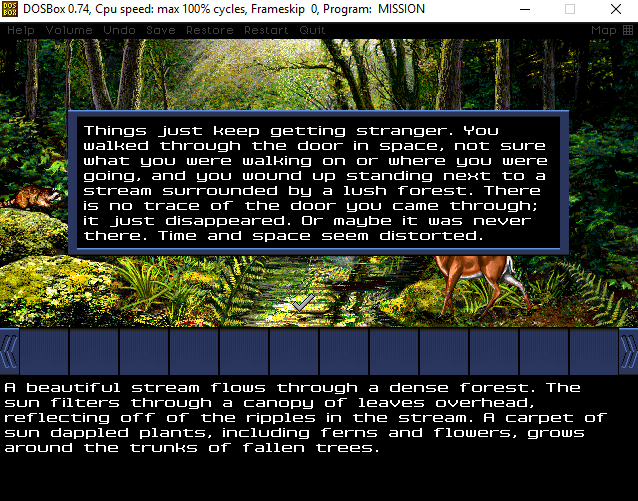 DOS
BOX
DOSBox 0.74, Cpu speed: max 100% cycles, Frameskip 0, Program: MISSION
Help Volume Undo Save Restore Restart Quit Map
Things just keep getting stranger. You
walked through the door in space, not sure
what you were walking on or where you were
going, and you wound up standing next to a
stream surrounded by a lush forest. There
is no trace of the door you came through;
it just disappeared. Or maybe it was never
there. Time and space seem distorted.
A beautiful stream flows through a dense forest. The
sun filters through a canopy of leaves overhead,
reflecting off of the ripples in the stream. A carpet of
sun dappled plants, including ferns and flowers, grows
around the trunks of fallen trees.